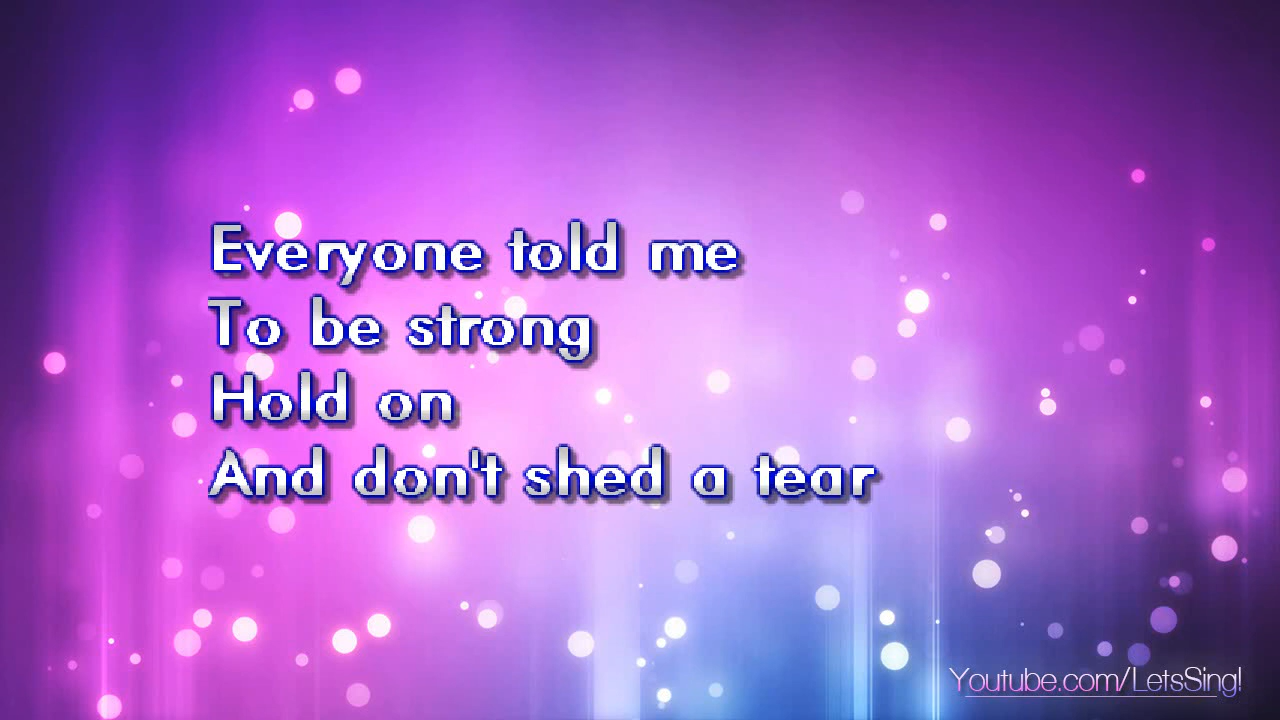 Everyone told me
To be strong
Hold on
And don't shed a tear
Youtube.com/LetsSing!